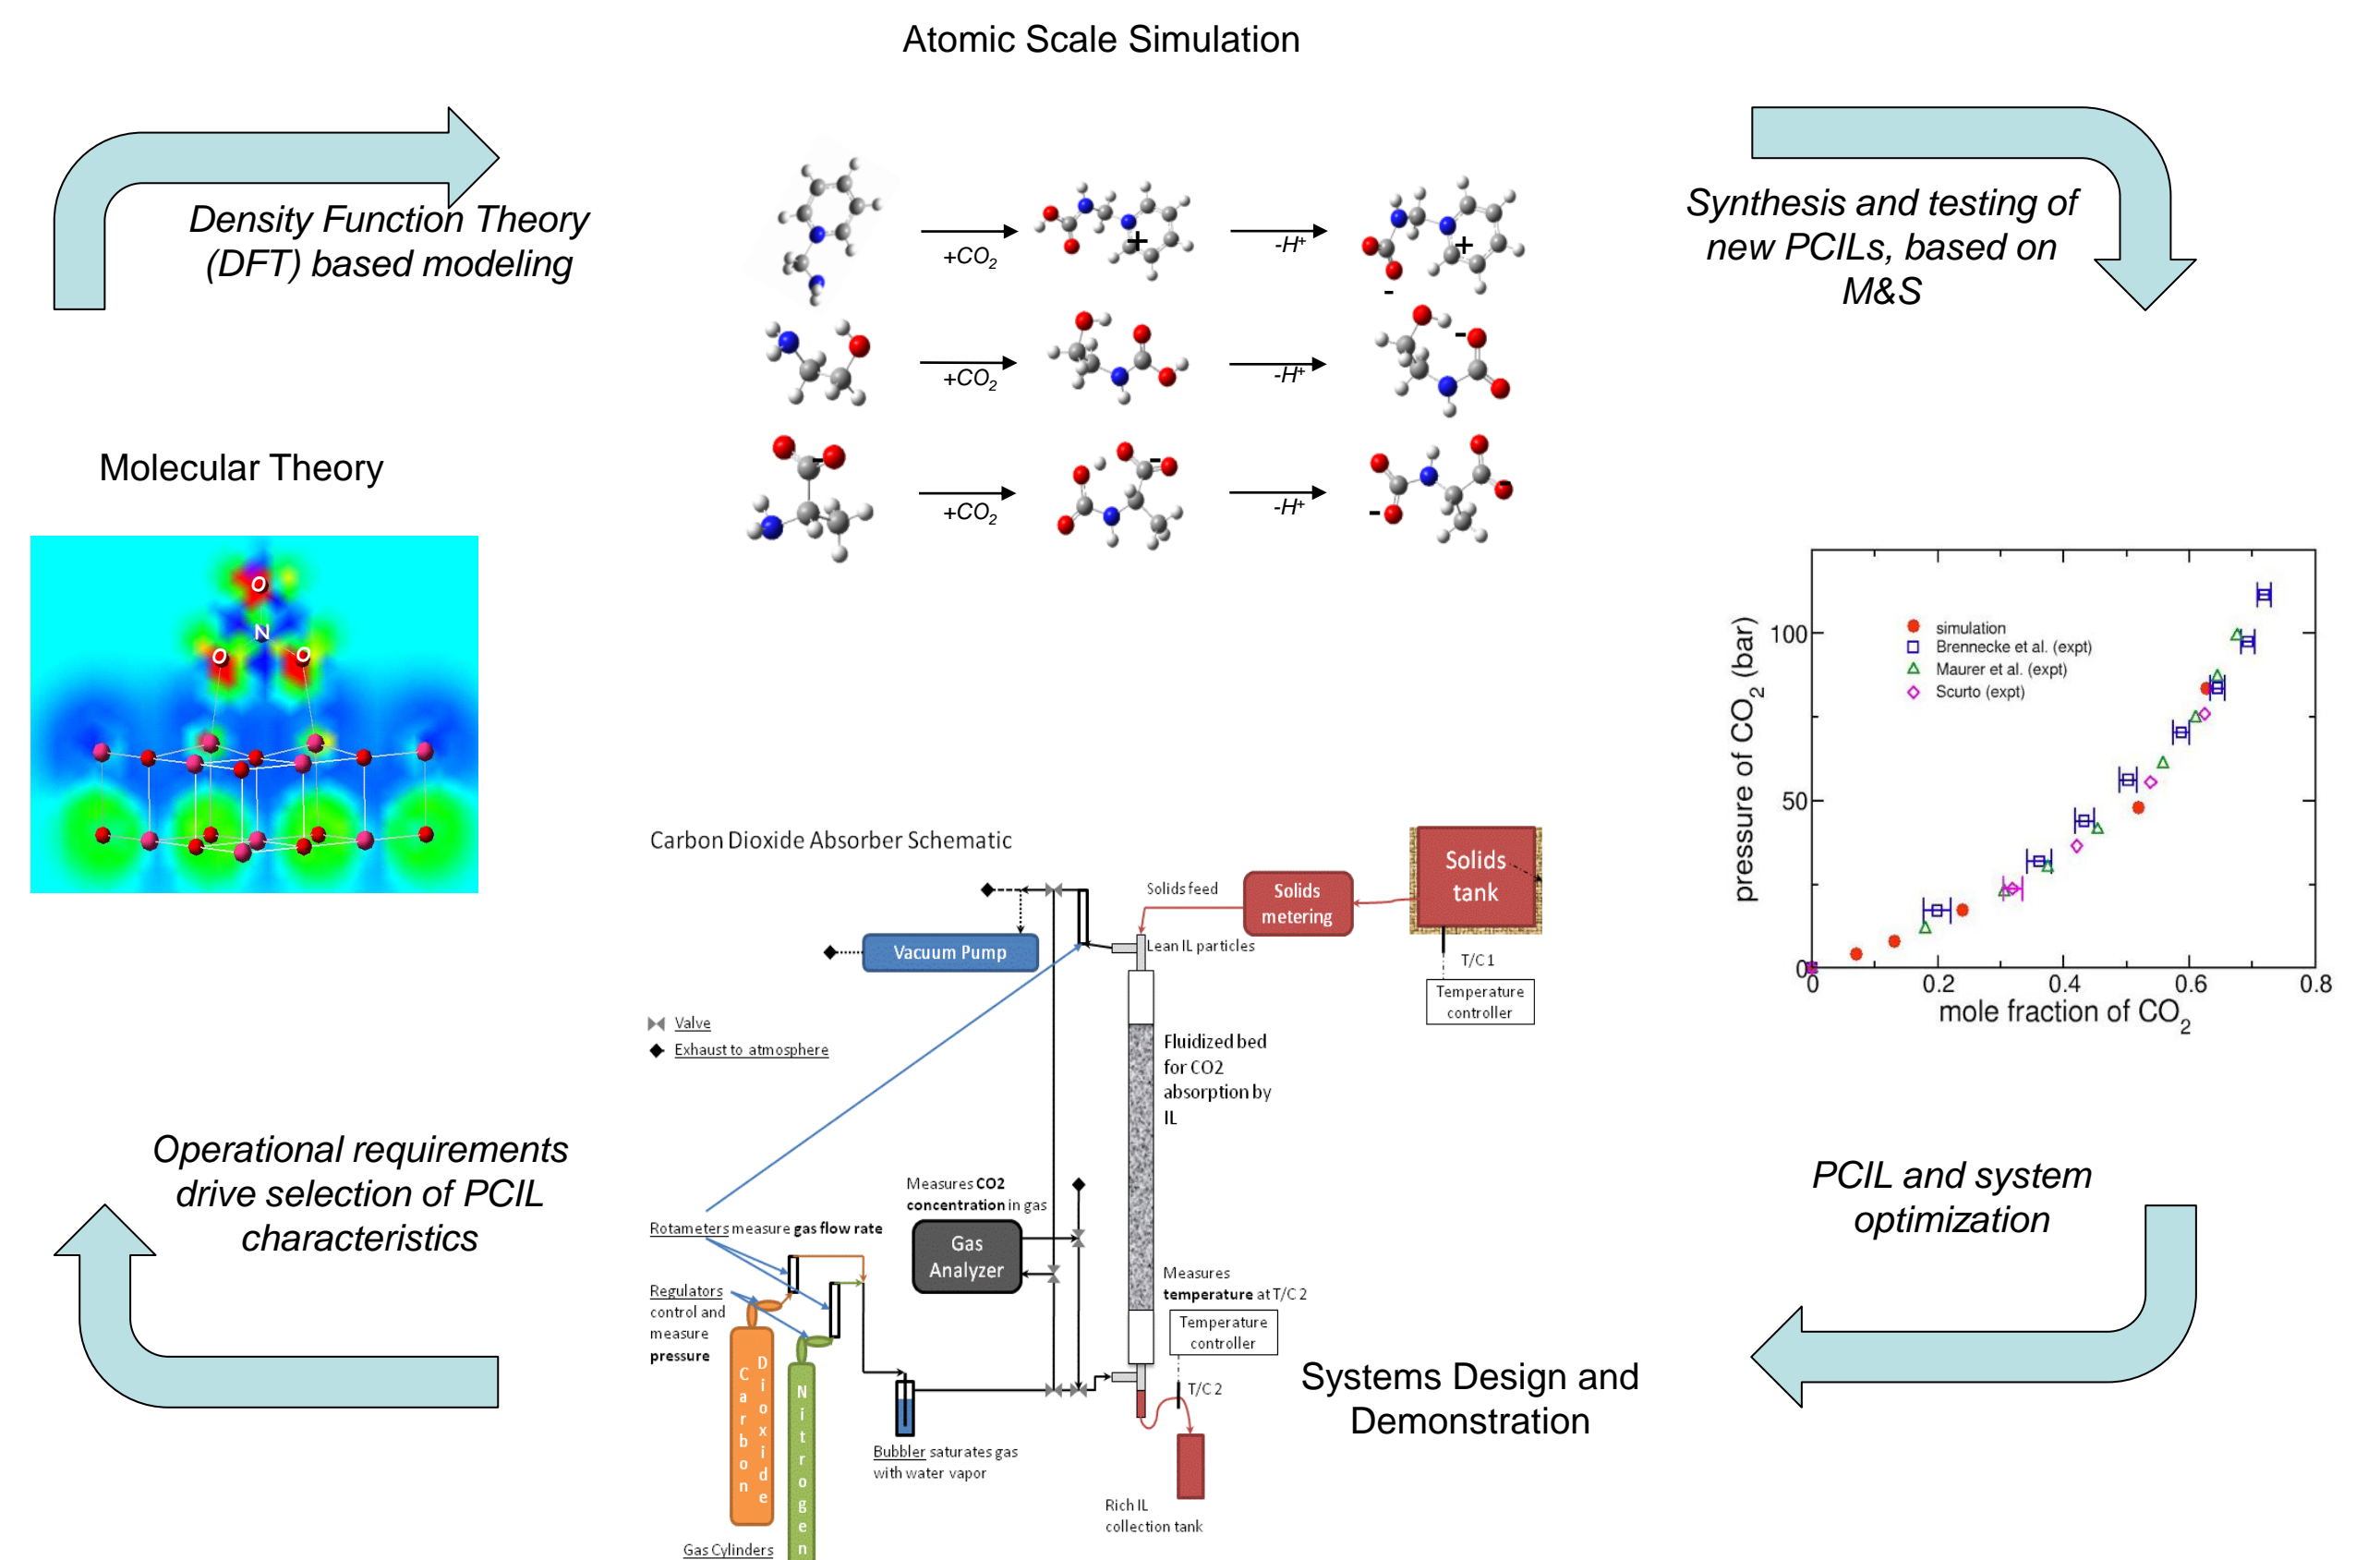 Atomic Scale Simulation
Density Function Theory
(DFT) based modeling
Synthesis and testing of
new PCILs, based on
M&S
+CO2
-H+
+
+
-
+CO2
-H+
-
+CO2
-H+
-
-
-
-
Molecular Theory
O
N
O
O
pressure of CO2 (bar)
100
50
0
simulation
Brennecke et al. (expt)
Maurer et al. (expt)
Scurto (expt)
0
0.2
0.4
0.6
0.8
mole fraction of CO2
Carbon Dioxide Absorber Schematic
Solids feed
Solids
metering
Solids
tank
Vacuum Pump
Lean IL particles
T/C 1
Temperature
controller
Valve
Exhaust to atmosphere
Fluidized bed
for CO2
absorption by
IL
Operational requirements
drive selection of PCIL
characteristics
PCIL and system
optimization
Measures CO2
concentration in gas
Rotameters measure gas flow rate
Gas
Analyzer
Regulators
control and
measure
pressure
Measures
temperature at T/C 2
Temperature
controller
T/C 2
Carbon
Dioxide
Nitrogen
Systems Design and
Demonstration
Bubbler saturates gas
with water vapor
Rich IL
collection tank
Gas Cylinders